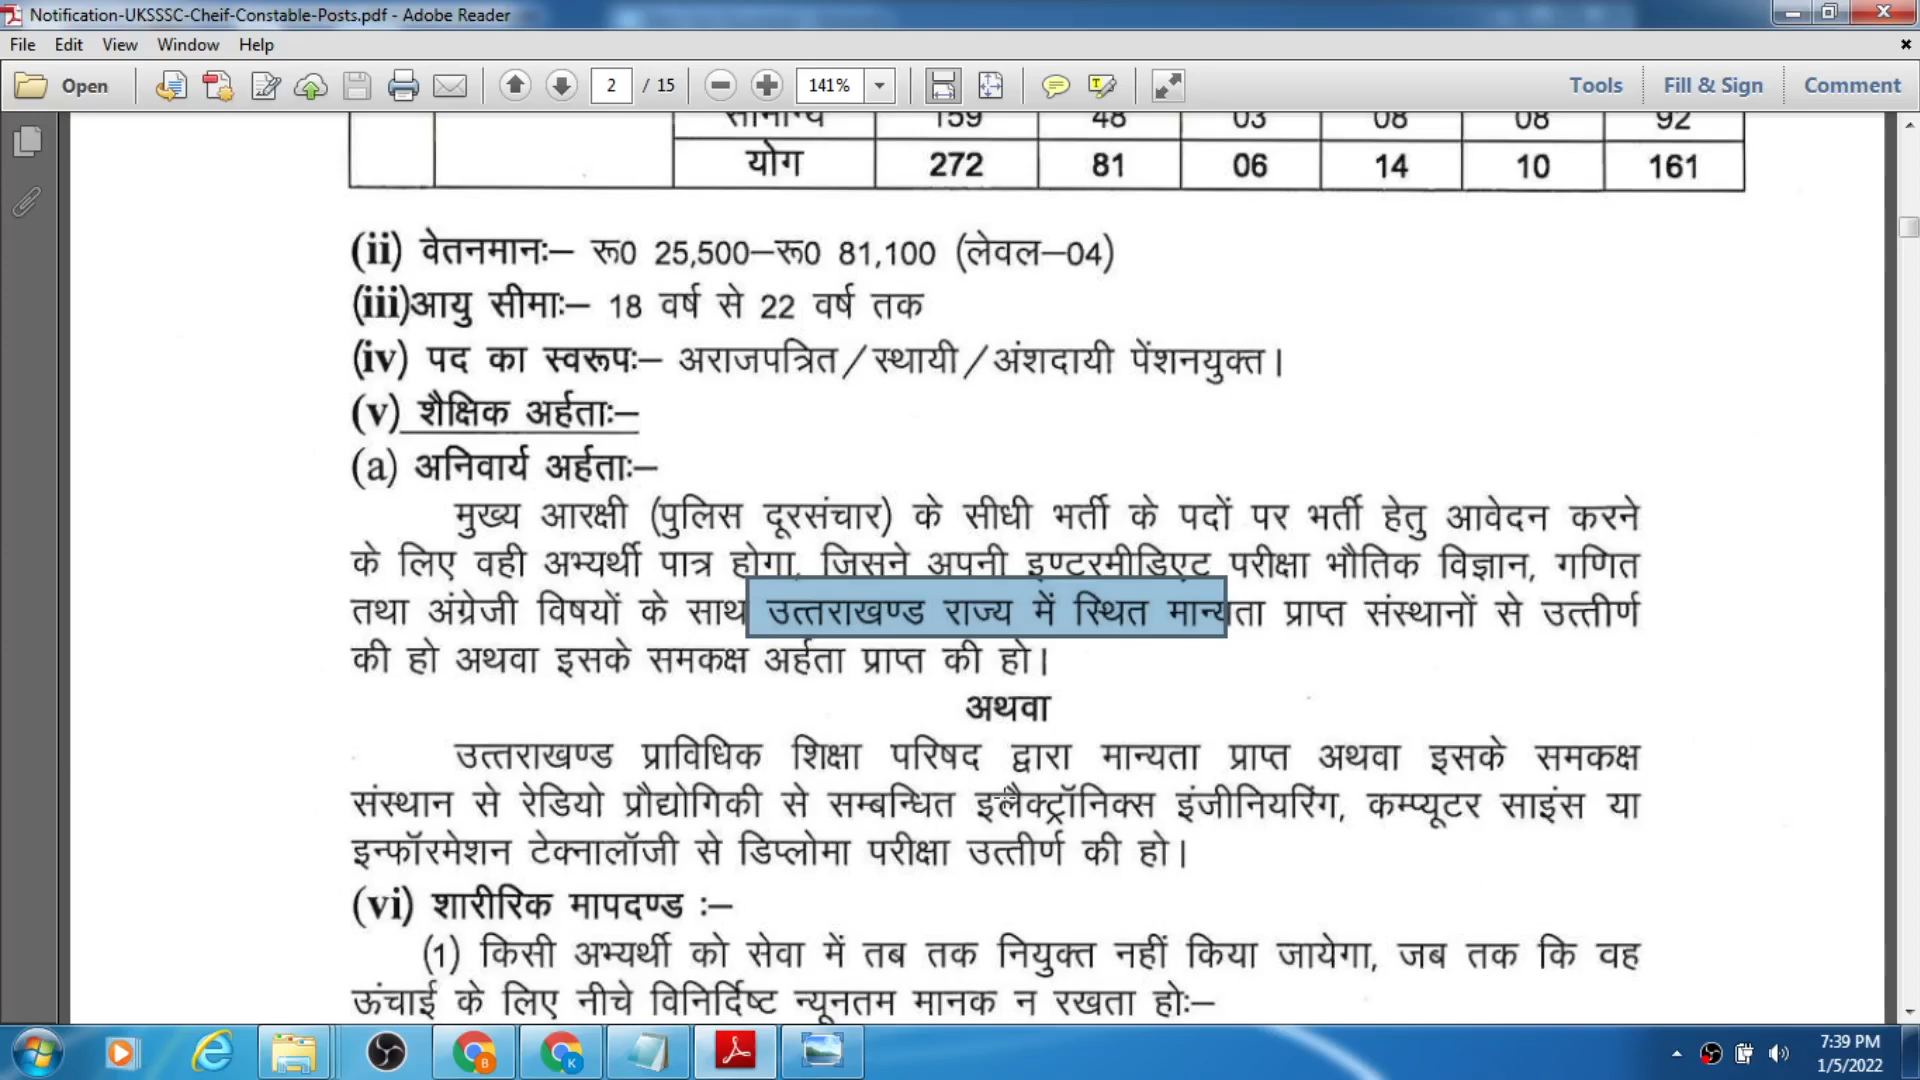 Notification-UKSSSC-Cheif-Constable-Posts.pdf - Adobe Reader
File Edit View Window Help
Open 2 / 15 141% Tools Fill & Sign Comment
सामान्य 159 48 03 08 08 92
योग 272 81 06 14 10 161
(ii) वेतनमानः– रू0 25,500–रू0 81,100 (लेवल–04)
(iii)आयु सीमाः– 18 वर्ष से 22 वर्ष तक
(iv) पद का स्वरूपः– अराजपत्रित/स्थायी/अंशदायी पेंशनयुक्त।
(v) शैक्षिक अर्हताः–
(a) अनिवार्य अर्हताः–
मुख्य आरक्षी (पुलिस दूरसंचार) के सीधी भर्ती के पदों पर भर्ती हेतु आवेदन करने
के लिए वही अभ्यर्थी पात्र होगा, जिसने अपनी इण्टरमीडिएट परीक्षा भौतिक विज्ञान, गणित
तथा अंग्रेजी विषयों के साथ उत्तराखण्ड राज्य में स्थित मान्यता प्राप्त संस्थानों से उत्तीर्ण
की हो अथवा इसके समकक्ष अर्हता प्राप्त की हो।
अथवा
उत्तराखण्ड प्राविधिक शिक्षा परिषद द्वारा मान्यता प्राप्त अथवा इसके समकक्ष
संस्थान से रेडियो प्रौद्योगिकी से सम्बन्धित इलैक्ट्रॉनिक्स इंजीनियरिंग, कम्प्यूटर साइंस या
इन्फॉरमेशन टेक्नालॉजी से डिप्लोमा परीक्षा उत्तीर्ण की हो।
(vi) शारीरिक मापदण्ड :–
(1) किसी अभ्यर्थी को सेवा में तब तक नियुक्त नहीं किया जायेगा, जब तक कि वह
ऊंचाई के लिए नीचे विनिर्दिष्ट न्यूनतम मानक न रखता होः–
B K 7:39 PM
1/5/2022